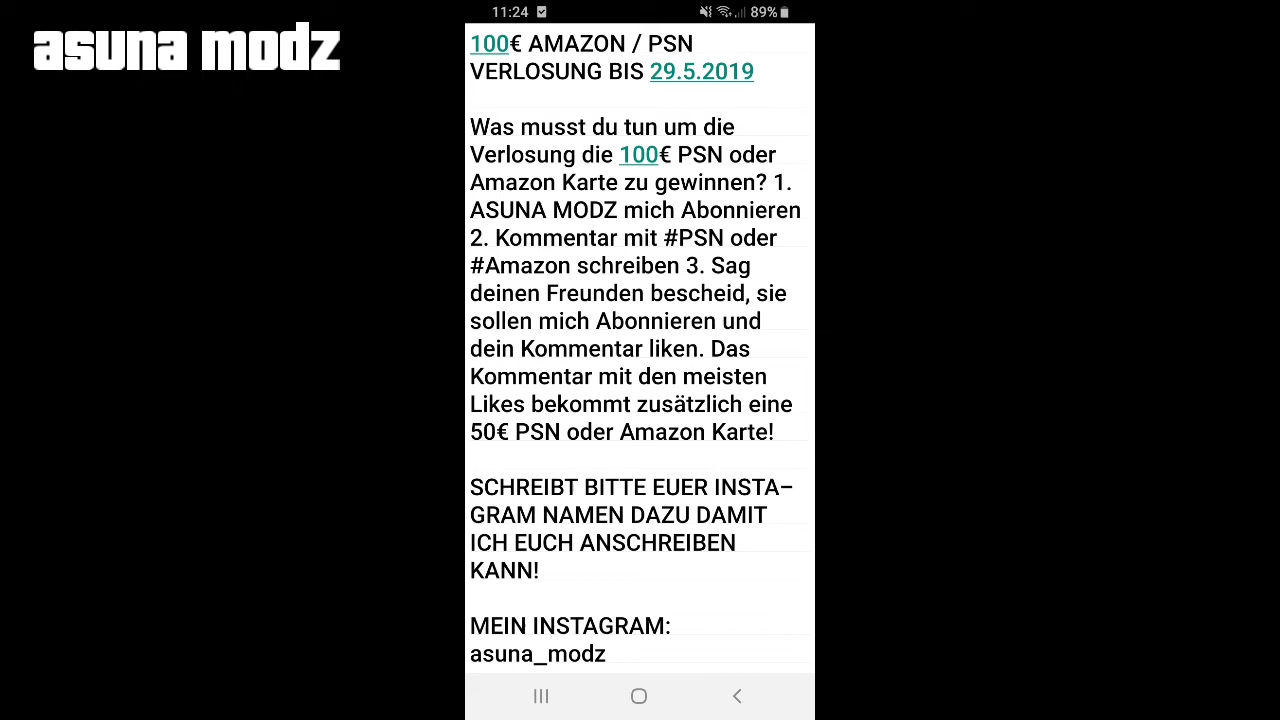 asuna modz
11:24 89%
100€ AMAZON / PSN
VERLOSUNG BIS 29.5.2019
Was musst du tun um die
Verlosung die 100€ PSN oder
Amazon Karte zu gewinnen? 1.
ASUNA MODZ mich Abonnieren
2. Kommentar mit #PSN oder
#Amazon schreiben 3. Sag
deinen Freunden bescheid, sie
sollen mich Abonnieren und
dein Kommentar liken. Das
Kommentar mit den meisten
Likes bekommt zusätzlich eine
50€ PSN oder Amazon Karte!
SCHREIBT BITTE EUER INSTA-
GRAM NAMEN DAZU DAMIT
ICH EUCH ANSCHREIBEN
KANN!
MEIN INSTAGRAM:
asuna_modz